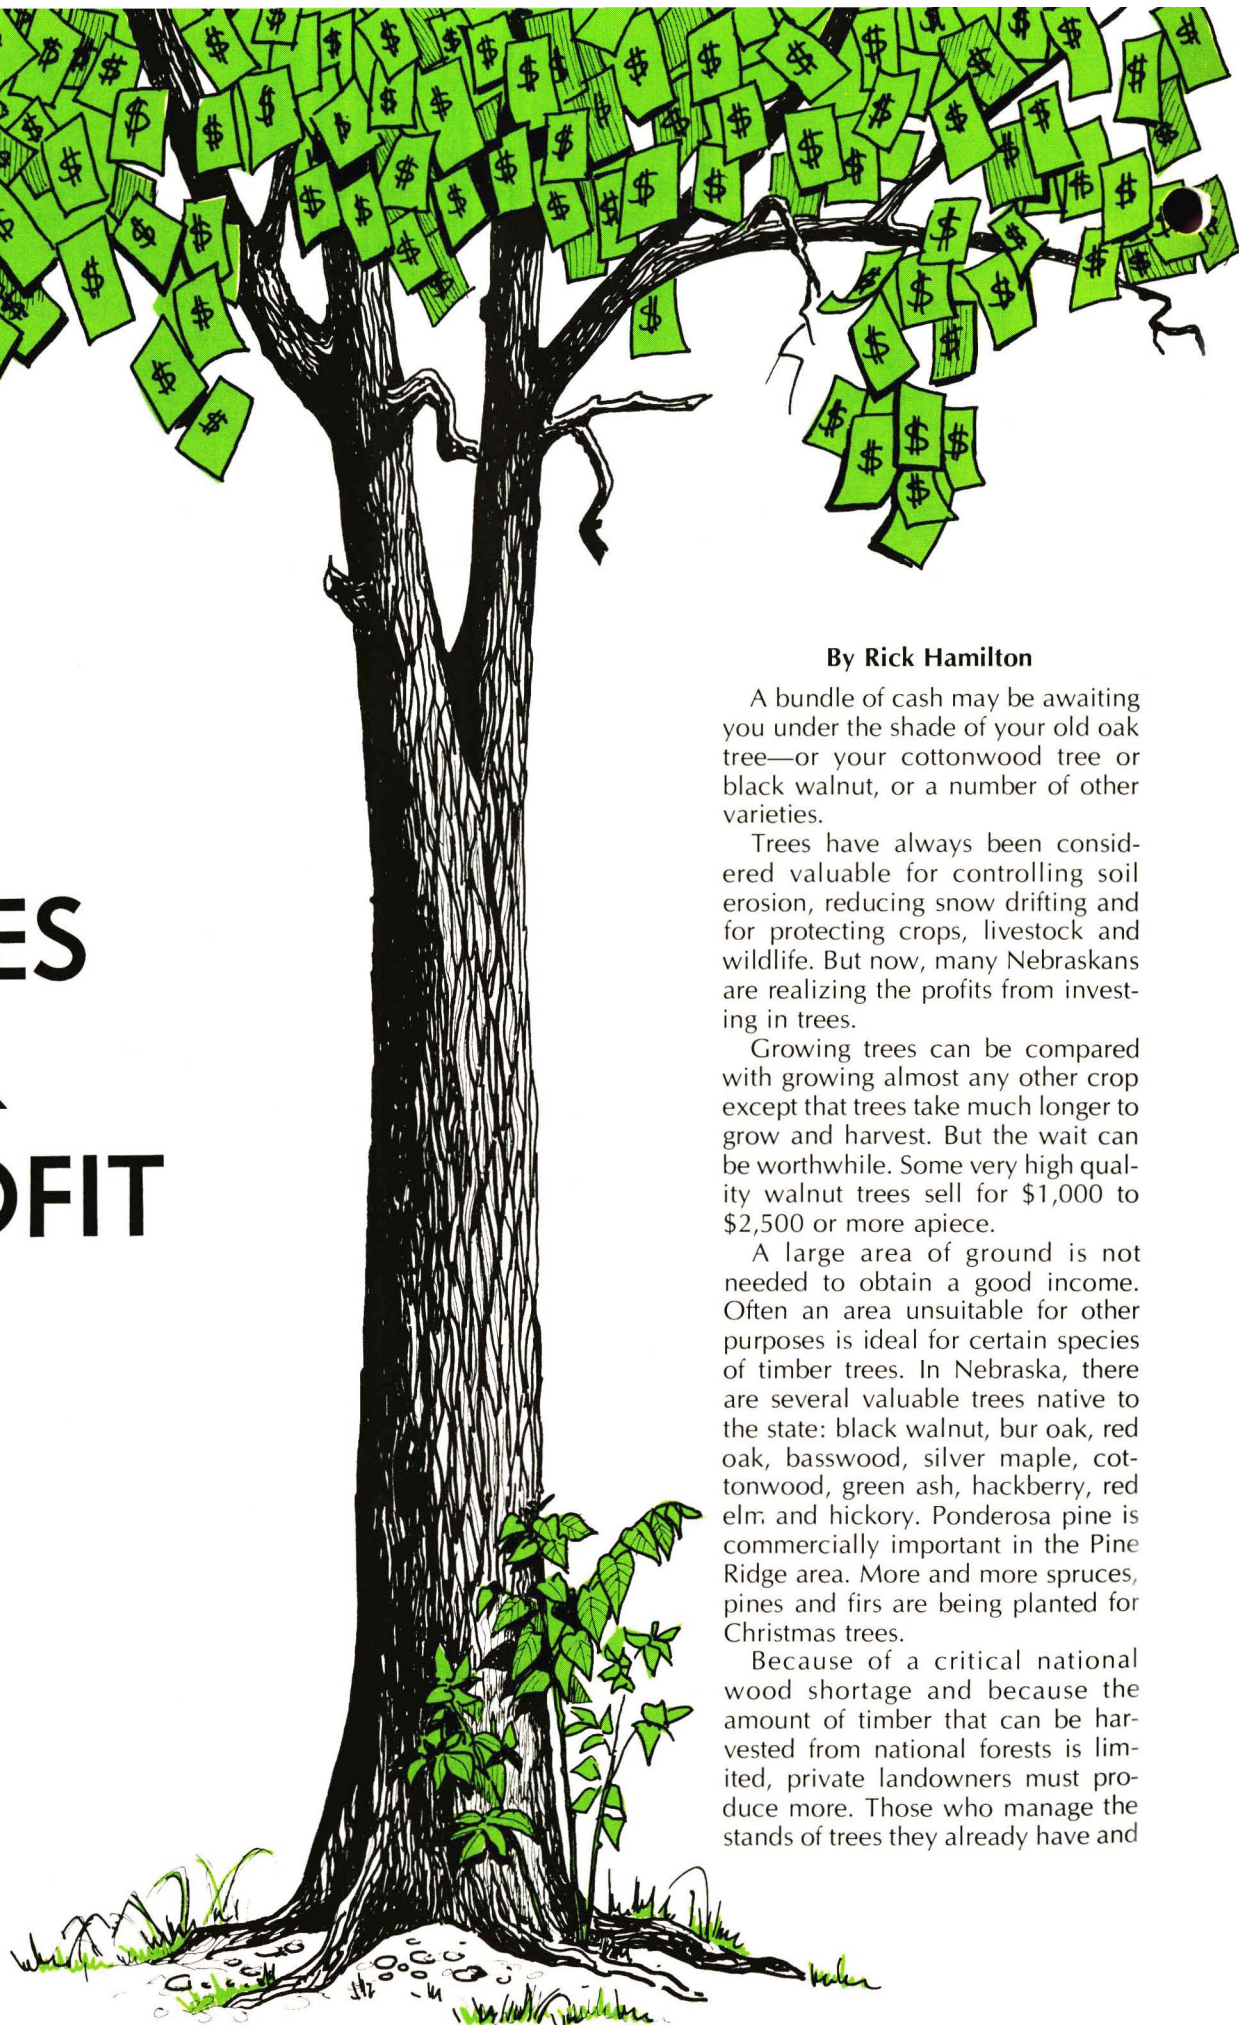 ES
OFIT
By Rick Hamilton
A bundle of cash may be awaiting
you under the shade of your old oak
tree—or your cottonwood tree or
black walnut, or a number of other
varieties.
Trees have always been consid-
ered valuable for controlling soil
erosion, reducing snow drifting and
for protecting crops, livestock and
wildlife. But now, many Nebraskans
are realizing the profits from invest-
ing in trees.
Growing trees can be compared
with growing almost any other crop
except that trees take much longer to
grow and harvest. But the wait can
be worthwhile. Some very high qual-
ity walnut trees sell for $1,000 to
$2,500 or more apiece.
A large area of ground is not
needed to obtain a good income.
Often an area unsuitable for other
purposes is ideal for certain species
of timber trees. In Nebraska, there
are several valuable trees native to
the state: black walnut, bur oak, red
oak, basswood, silver maple, cot-
tonwood, green ash, hackberry, red
elm and hickory. Ponderosa pine is
commercially important in the Pine
Ridge area. More and more spruces,
pines and firs are being planted for
Christmas trees.
Because of a critical national
wood shortage and because the
amount of timber that can be har-
vested from national forests is lim-
ited, private landowners must pro-
duce more. Those who manage the
stands of trees they already have and